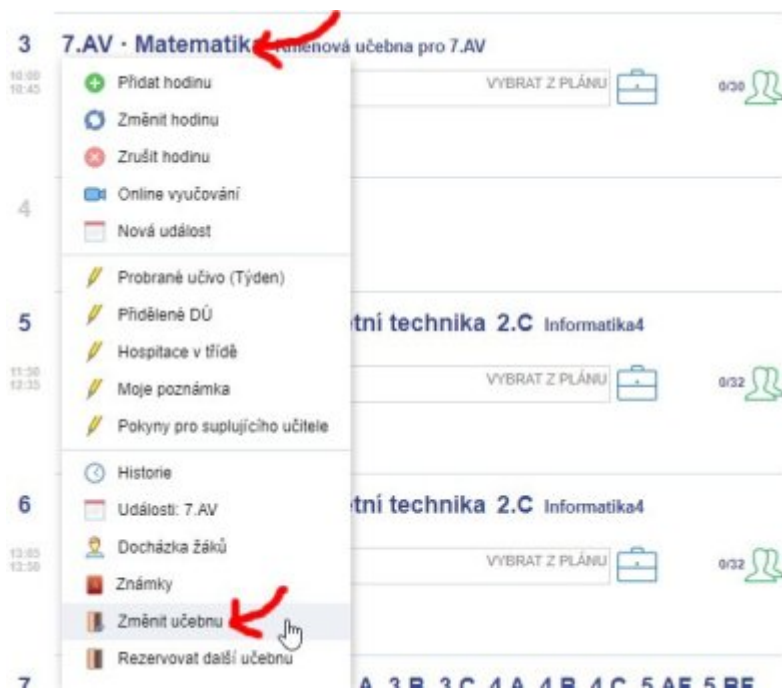 3 7.AV · Matematika Kmenová učebna pro 7.AV
10:00
10:45
Přidat hodinu
VYBRAT Z PLÁNU
0/30
Změnit hodinu
Zrušit hodinu
4
Online vyučování
Nová událost
Probrané učivo (Týden)
5
Přidělené DÚ
tní technika 2.C Informatika4
Hospitace v třídě
11:50
12:35
Moje poznámka
VYBRAT Z PLÁNU
0/32
Pokyny pro suplujícího učitele
Historie
6
Události: 7.AV
tní technika 2.C Informatika4
Docházka žáků
13:05
13:50
VYBRAT Z PLÁNU
0/32
Známky
Změnit učebnu
Rezervovat další učebnu
7
A, 3.B, 3.C, 4.A, 4.B, 4.C, 5.AE, 5.BE